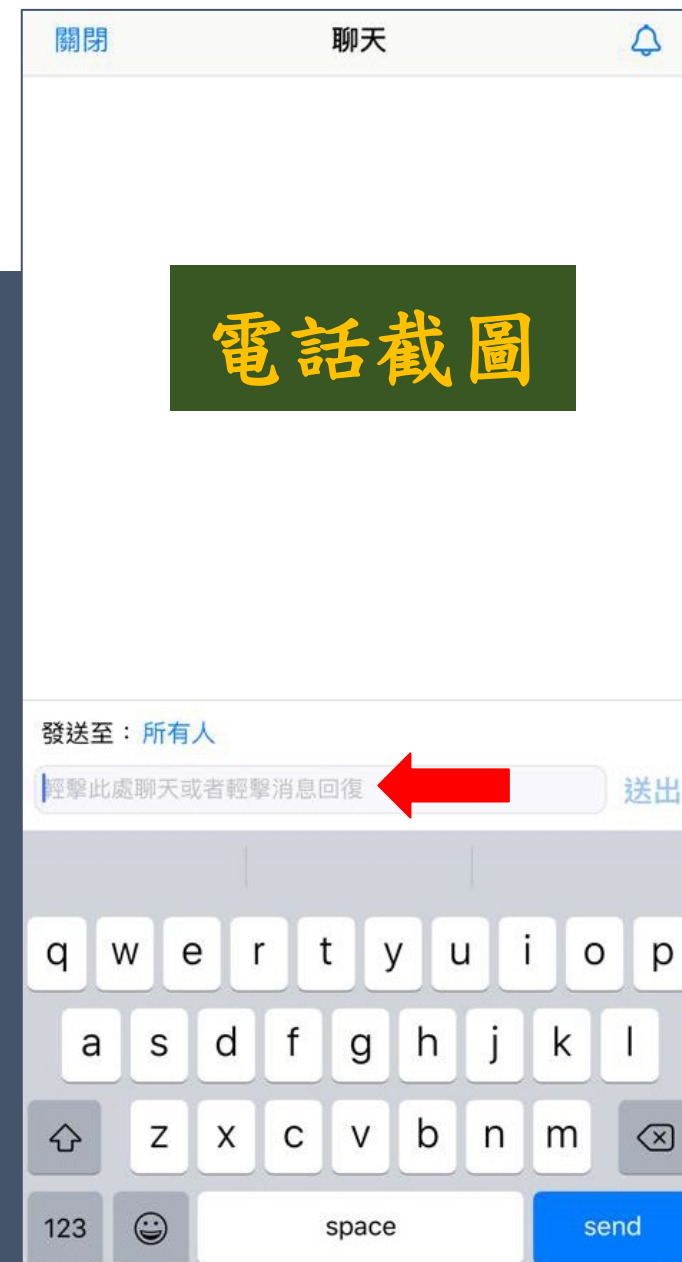 關閉 聊天
電話截圖
發送至：所有人
輕擊此處聊天或者輕擊消息回復 送出
q w e r t y u i o p
a s d f g h j k l
z x c v b n m
123 space send